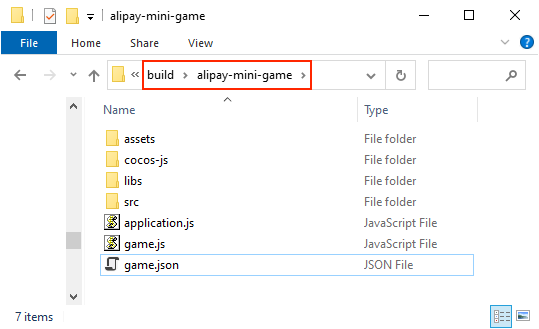 alipay-mini-game
File Home Share View
« build > alipay-mini-game >
Name Type
assets File folder
cocos-js File folder
libs File folder
src File folder
application.js JavaScript File
game.js JavaScript File
game.json JSON File
7 items